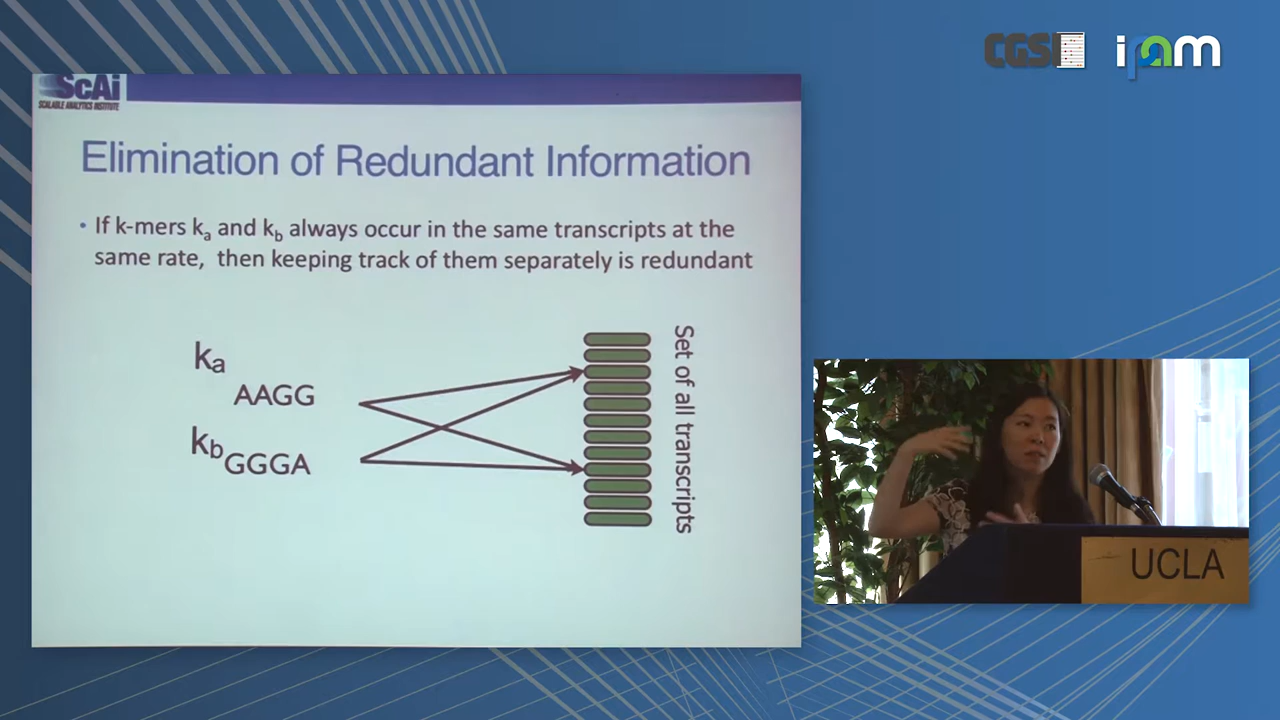 CGSI
ipam
ScAi
SCALABLE ANALYTICS INSTITUTE
Elimination of Redundant Information
• If k-mers ka and kb always occur in the same transcripts at the
same rate, then keeping track of them separately is redundant
ka
AAGG
kb
GGGA
Set of all transcripts
UCLA